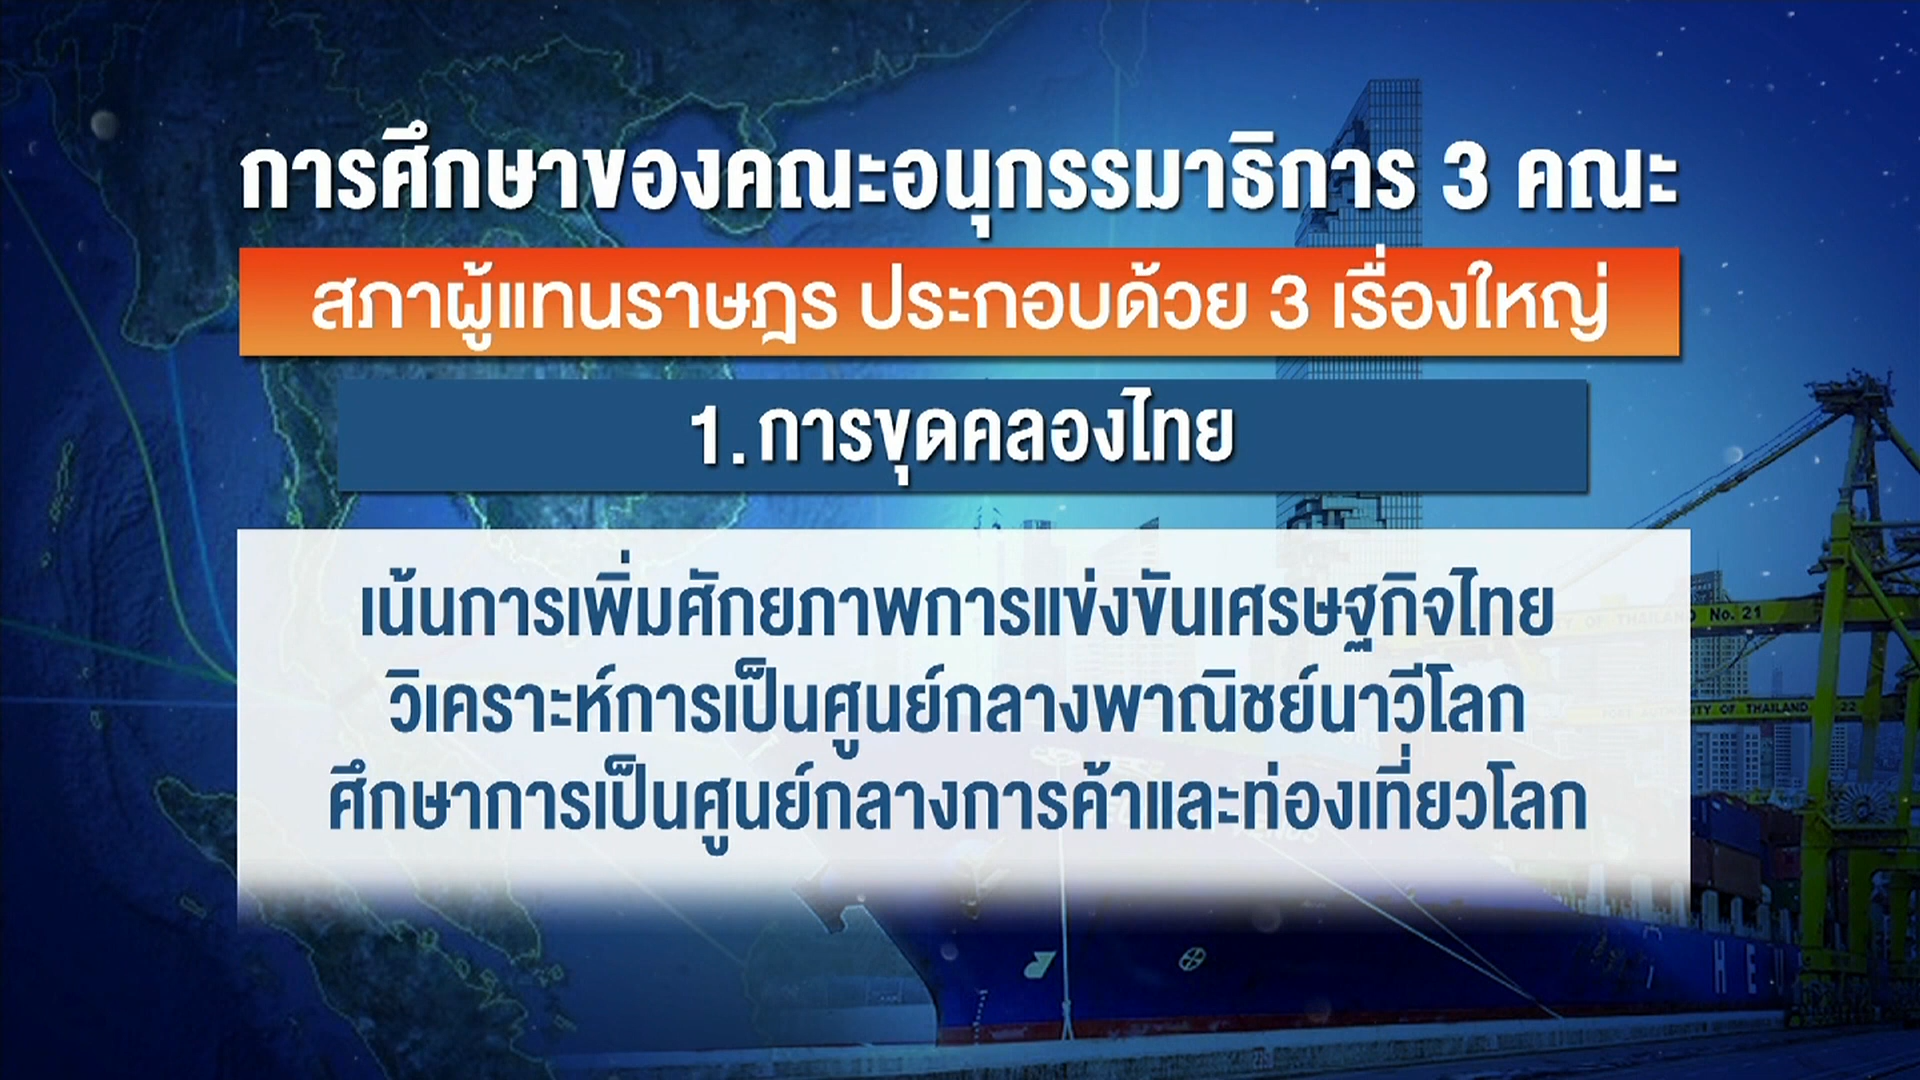 การศึกษาของคณะอนุกรรมาธิการ 3 คณะ
สภาผู้แทนราษฎร ประกอบด้วย 3 เรื่องใหญ่
1.การขุดคลองไทย
เน้นการเพิ่มศักยภาพการแข่งขันเศรษฐกิจไทย
วิเคราะห์การเป็นศูนย์กลางพาณิชย์นาวีโลก
ศึกษาการเป็นศูนย์กลางการค้าและท่องเที่ยวโลก
OF THAILAND No. 21
OF THAILAND 22